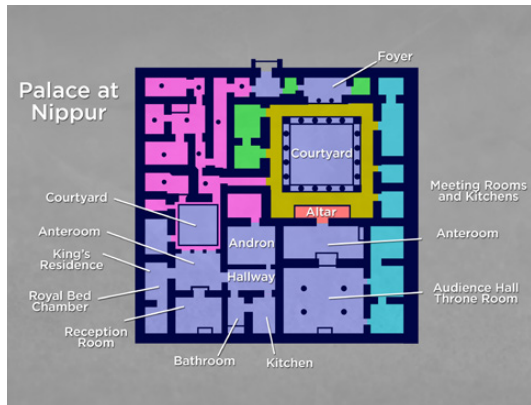 Palace at
Nippur
Foyer
Courtyard
Courtyard
Altar
Meeting Rooms
and Kitchens
Anteroom
Andron
Anteroom
King's
Residence
Hallway
Royal Bed
Chamber
Audience Hall
Throne Room
Reception
Room
Bathroom
Kitchen